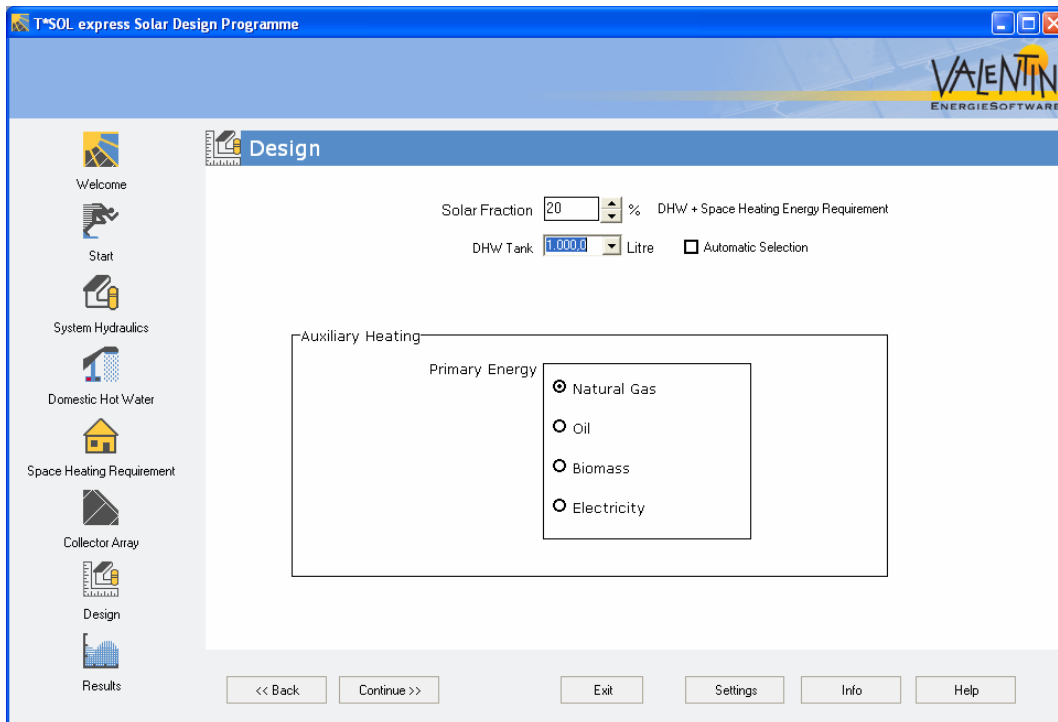 T*SOL express Solar Design Programme
VALENTIN
ENERGIESOFTWARE
Design
Welcome
Start
System Hydraulics
Domestic Hot Water
Space Heating Requirement
Collector Array
Design
Results
Solar Fraction 20 % DHW + Space Heating Energy Requirement
DHW Tank 1.000,0 Litre Automatic Selection
Auxiliary Heating
Primary Energy
Natural Gas
Oil
Biomass
Electricity
<< Back Continue >> Exit Settings Info Help